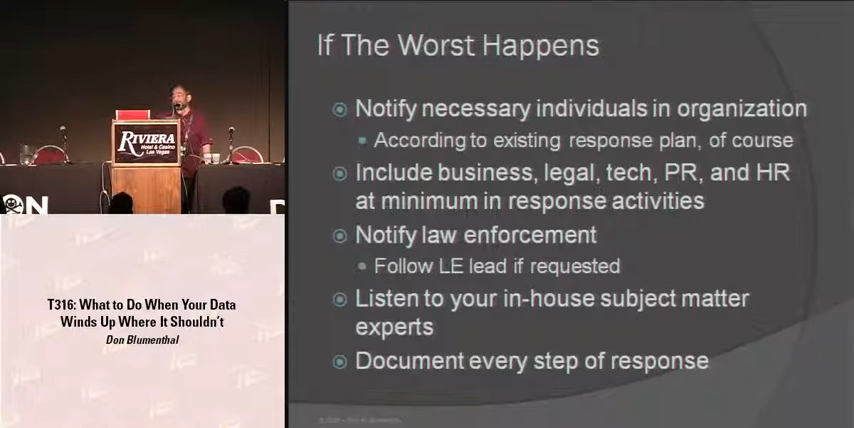 RIVIERA
Hotel & Casino
Las Vegas
N
D
T316: What to Do When Your Data
Winds Up Where It Shouldn't
Don Blumenthal
If The Worst Happens
Notify necessary individuals in organization
According to existing response plan, of course
Include business, legal, tech, PR, and HR
at minimum in response activities
Notify law enforcement
Follow LE lead if requested
Listen to your in-house subject matter
experts
Document every step of response